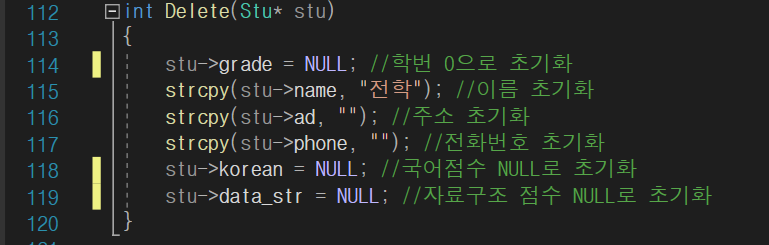 112 int Delete(Stu* stu)
113 {
114 stu->grade = NULL; //학번 0으로 초기화
115 strcpy(stu->name, "전학"); //이름 초기화
116 strcpy(stu->ad, ""); //주소 초기화
117 strcpy(stu->phone, ""); //전화번호 초기화
118 stu->korean = NULL; //국어점수 NULL로 초기화
119 stu->data_str = NULL; //자료구조 점수 NULL로 초기화
120 }